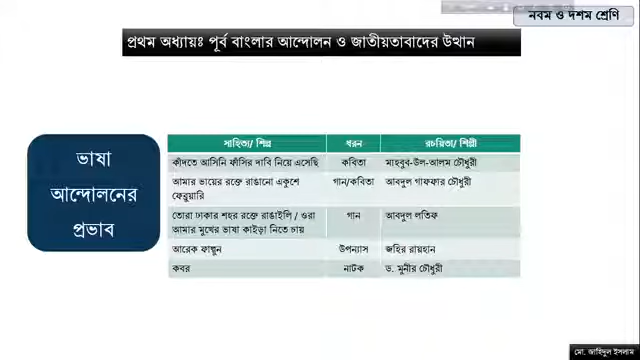 নবম ও দশম শ্রেণি
প্রথম অধ্যায়ঃ পূর্ব বাংলার আন্দোলন ও জাতীয়তাবাদের উত্থান
ভাষা
আন্দোলনের
প্রভাব
সাহিত্য/ শিল্প ধরন রচয়িতা/ শিল্পী
কাঁদতে আসিনি ফাঁসির দাবি নিয়ে এসেছি কবিতা মাহবুব-উল-আলম চৌধুরী
আমার ভায়ের রক্তে রাঙানো একুশে গান/কবিতা আবদুল গাফফার চৌধুরী
ফেব্রুয়ারি
তোরা ঢাকার শহর রক্তে রাঙাইলি / ওরা গান আবদুল লতিফ
আমার মুখের ভাষা কাইড়া নিতে চায়
আরেক ফাল্গুন উপন্যাস জহির রায়হান
কবর নাটক ড. মুনীর চৌধুরী
মো. জাহিদুল ইসলাম